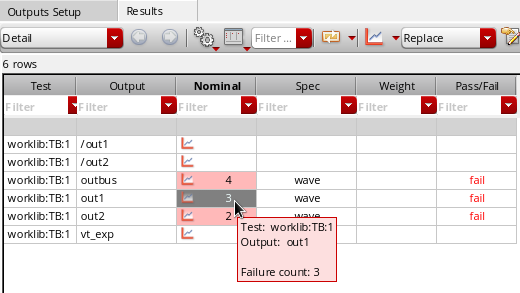 Outputs Setup Results
Detail Filter ... Replace
6 rows
Test Output Nominal Spec Weight Pass/Fail
Filter Filter Filter Filter Filter Filter
worklib:TB:1 /out1
worklib:TB:1 /out2
worklib:TB:1 outbus 4 wave fail
worklib:TB:1 out1 3 wave fail
worklib:TB:1 out2 2 wave fail
worklib:TB:1 vt_exp
Test: worklib:TB:1
Output: out1
Failure count: 3